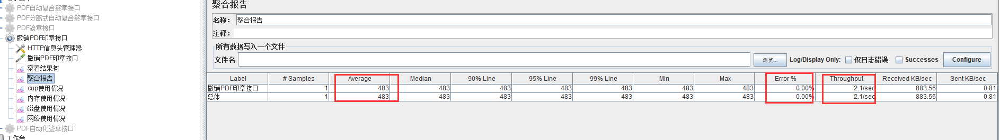 PDF自动复合签章接口
PDF分离式自动复合签章接口
PDF验章接口
撤销PDF印章接口
HTTP信息头管理器
撤销PDF印章接口
察看结果树
聚合报告
cup使用情况
内存使用情况
磁盘使用情况
网络使用情况
PDF自动化签章接口
工作台
聚合报告
名称: 聚合报告
注释:
所有数据写入一个文件
文件名 浏览... Log/Display Only: 仅日志错误 Successes Configure
Label # Samples Average Median 90% Line 95% Line 99% Line Min Max Error % Throughput Received KB/sec Sent KB/sec
撤销PDF印章接口 1 483 483 483 483 483 483 483 0.00% 2.1/sec 883.56 0.81
总体 1 483 483 483 483 483 483 483 0.00% 2.1/sec 883.56 0.81